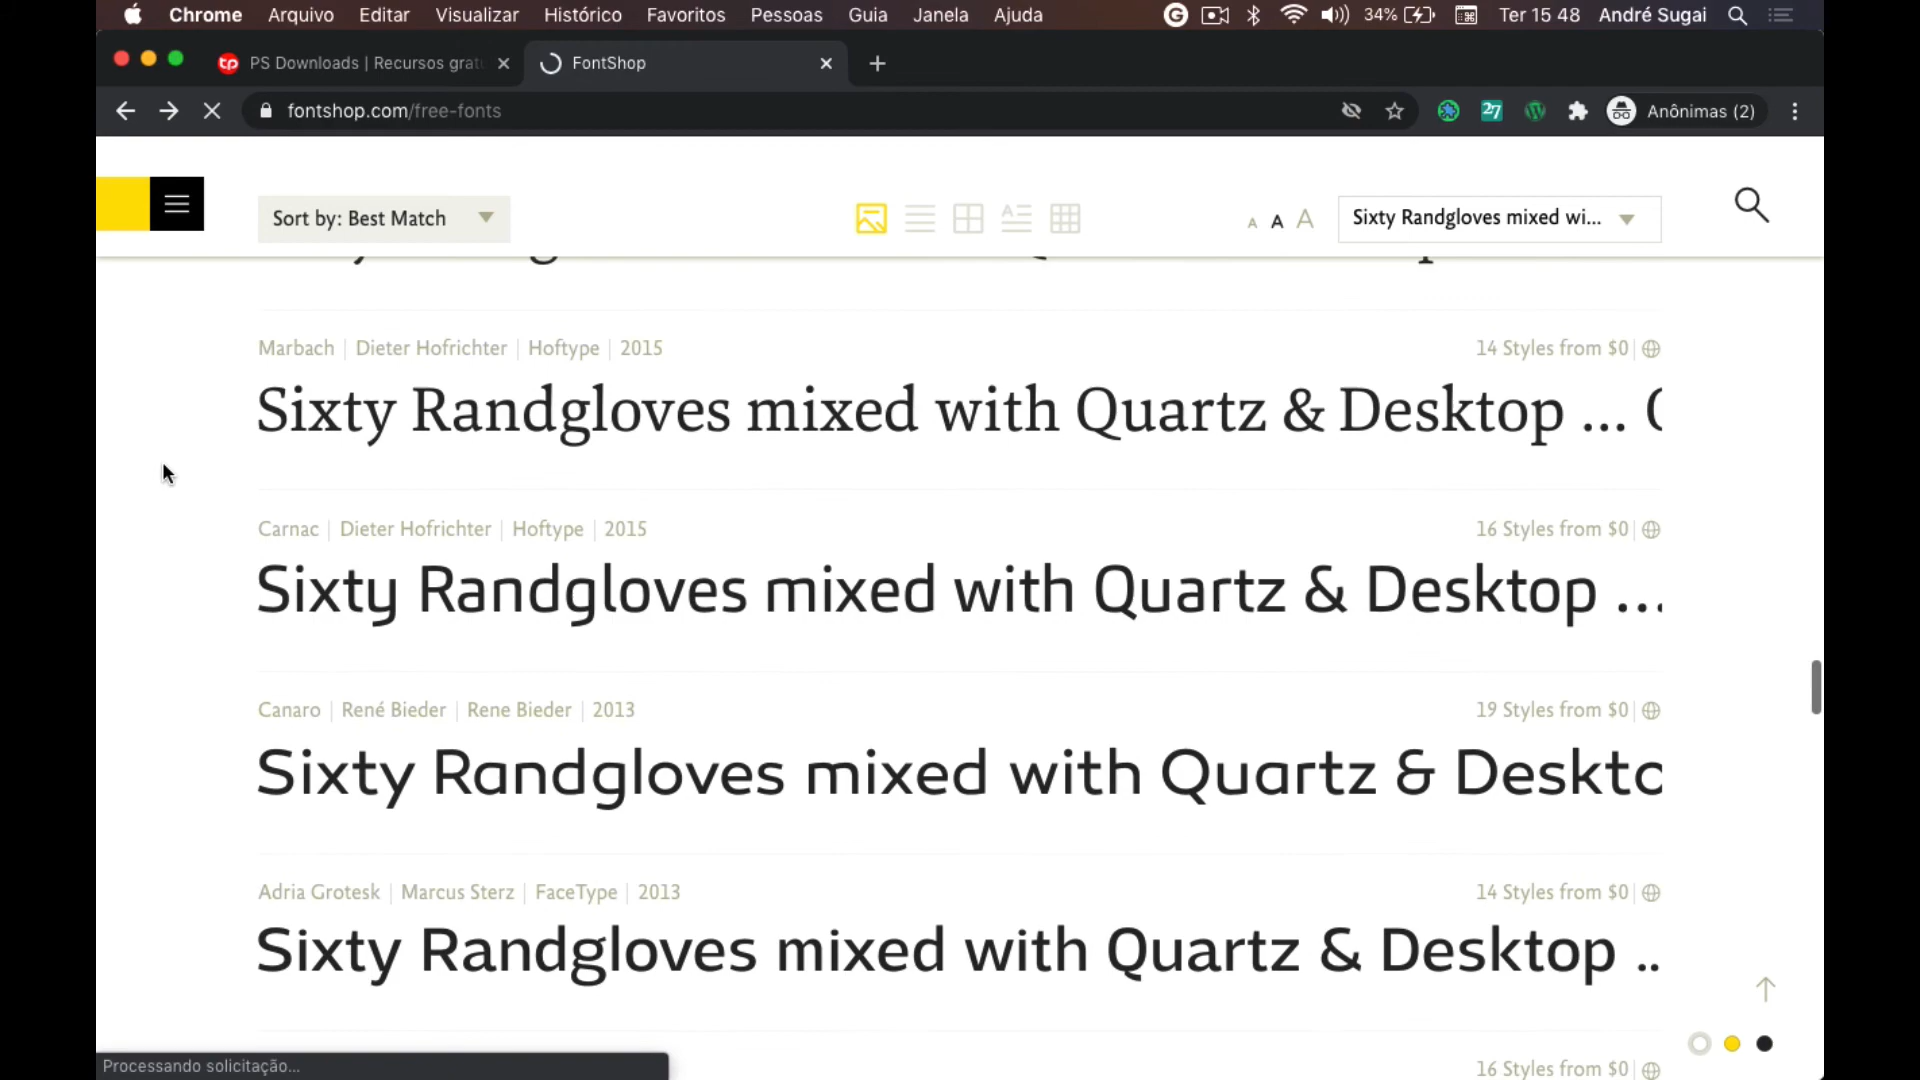 Chrome Arquivo Editar Visualizar Histórico Favoritos Pessoas Guia Janela Ajuda 34% Ter 15 48 André Sugai
tp PS Downloads | Recursos grat FontShop
fontshop.com/free-fonts 27 Anônimas (2)
Sort by: Best Match A A A Sixty Randgloves mixed wi...
Marbach | Dieter Hofrichter | Hoftype | 2015 14 Styles from $0
Sixty Randgloves mixed with Quartz & Desktop ...
Carnac | Dieter Hofrichter | Hoftype | 2015 16 Styles from $0
Sixty Randgloves mixed with Quartz & Desktop ...
Canaro | René Bieder | Rene Bieder | 2013 19 Styles from $0
Sixty Randgloves mixed with Quartz & Deskto
Adria Grotesk | Marcus Sterz | FaceType | 2013 14 Styles from $0
Sixty Randgloves mixed with Quartz & Desktop ..
16 Styles from $0
Processando solicitação...